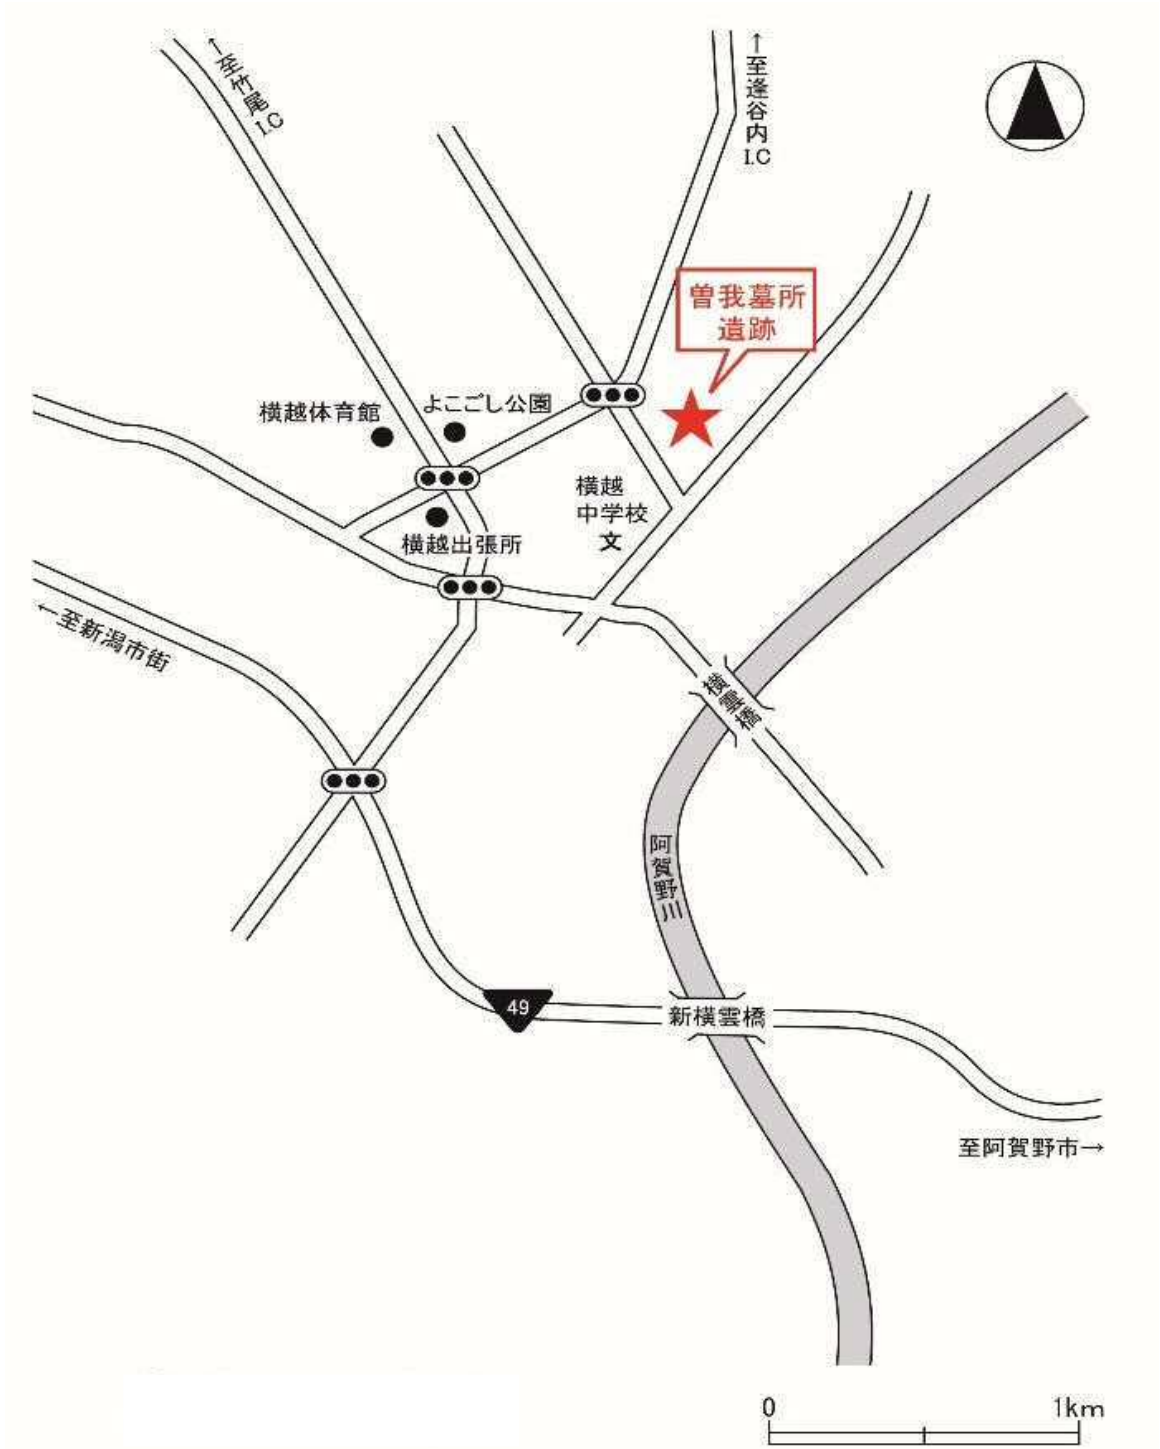 ↑至竹尾I.C
↑至逢谷内I.C
曽我墓所
遺跡
横越体育館
よこごし公園
横越
中学校
文
横越出張所
←至新潟市街
横雲橋
阿賀野川
49
新横雲橋
至阿賀野市→
0
1km